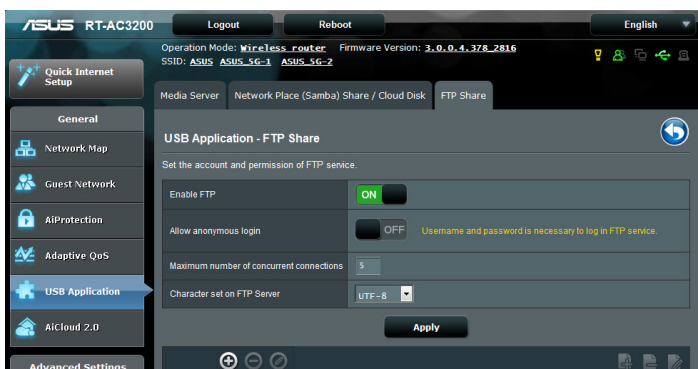 ASUS RT-AC3200 Logout Reboot English
Operation Mode: Wireless router Firmware Version: 3.0.0.4.378_2816
SSID: ASUS ASUS_5G-1 ASUS_5G-2
Quick Internet
Setup
Media Server Network Place (Samba) Share / Cloud Disk FTP Share
General
Network Map
Guest Network
AiProtection
Adaptive QoS
USB Application
AiCloud 2.0
Advanced Settings
USB Application - FTP Share
Set the account and permission of FTP service.
Enable FTP ON
Allow anonymous login OFF Username and password is necessary to log in FTP service.
Maximum number of concurrent connections 5
Character set on FTP Server UTF-8
Apply